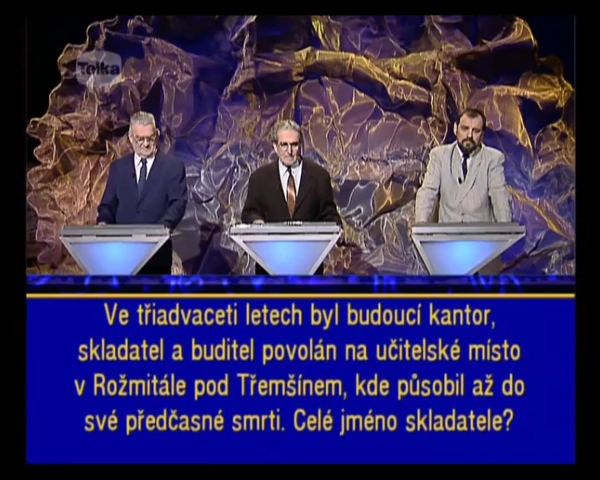 Telka
Ve třiadvaceti letech byl budoucí kantor,
skladatel a buditel povolán na učitelské místo
v Rožmitále pod Třemšínem, kde působil až do
své předčasné smrti. Celé jméno skladatele?